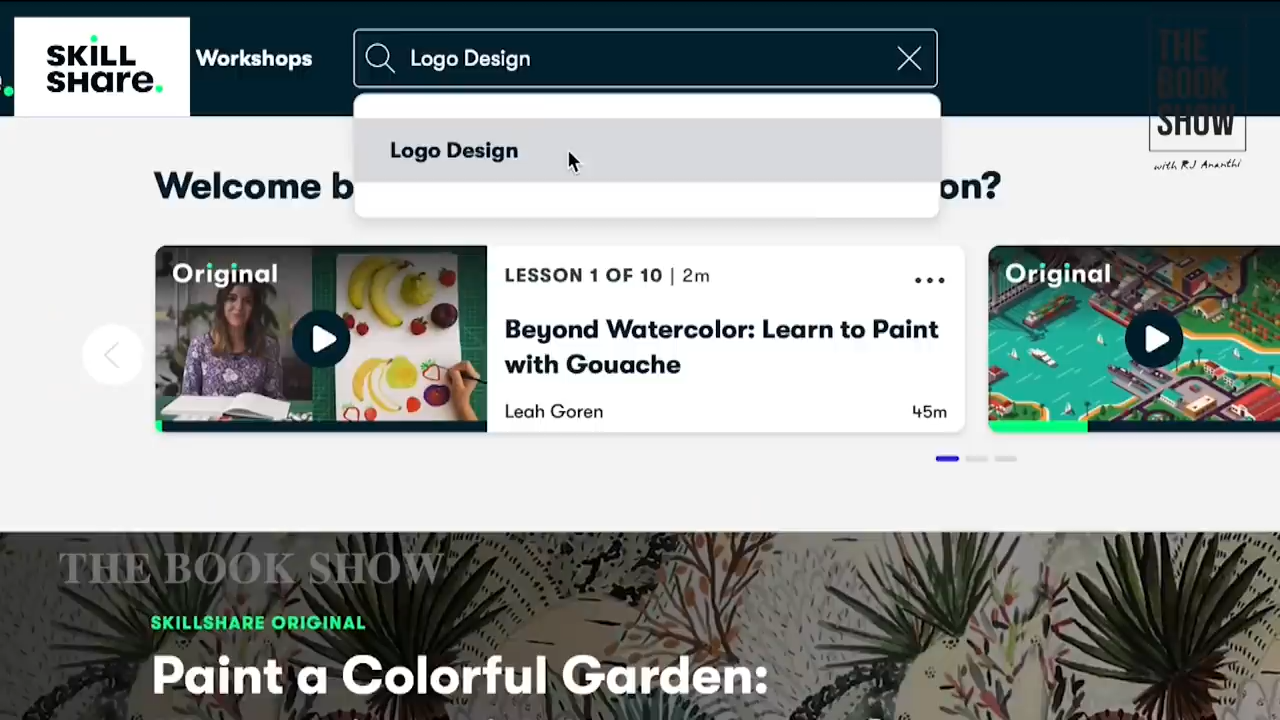 SKILL
SHare.
Workshops
Logo Design
THE
BOOK
SHOW
with RJ Ananthi
Logo Design
Welcome b
on?
Original
LESSON 1 OF 10 | 2m
Beyond Watercolor: Learn to Paint
with Gouache
Leah Goren
45m
Original
THE BOOK SHOW
SKILLSHARE ORIGINAL
Paint a Colorful Garden: